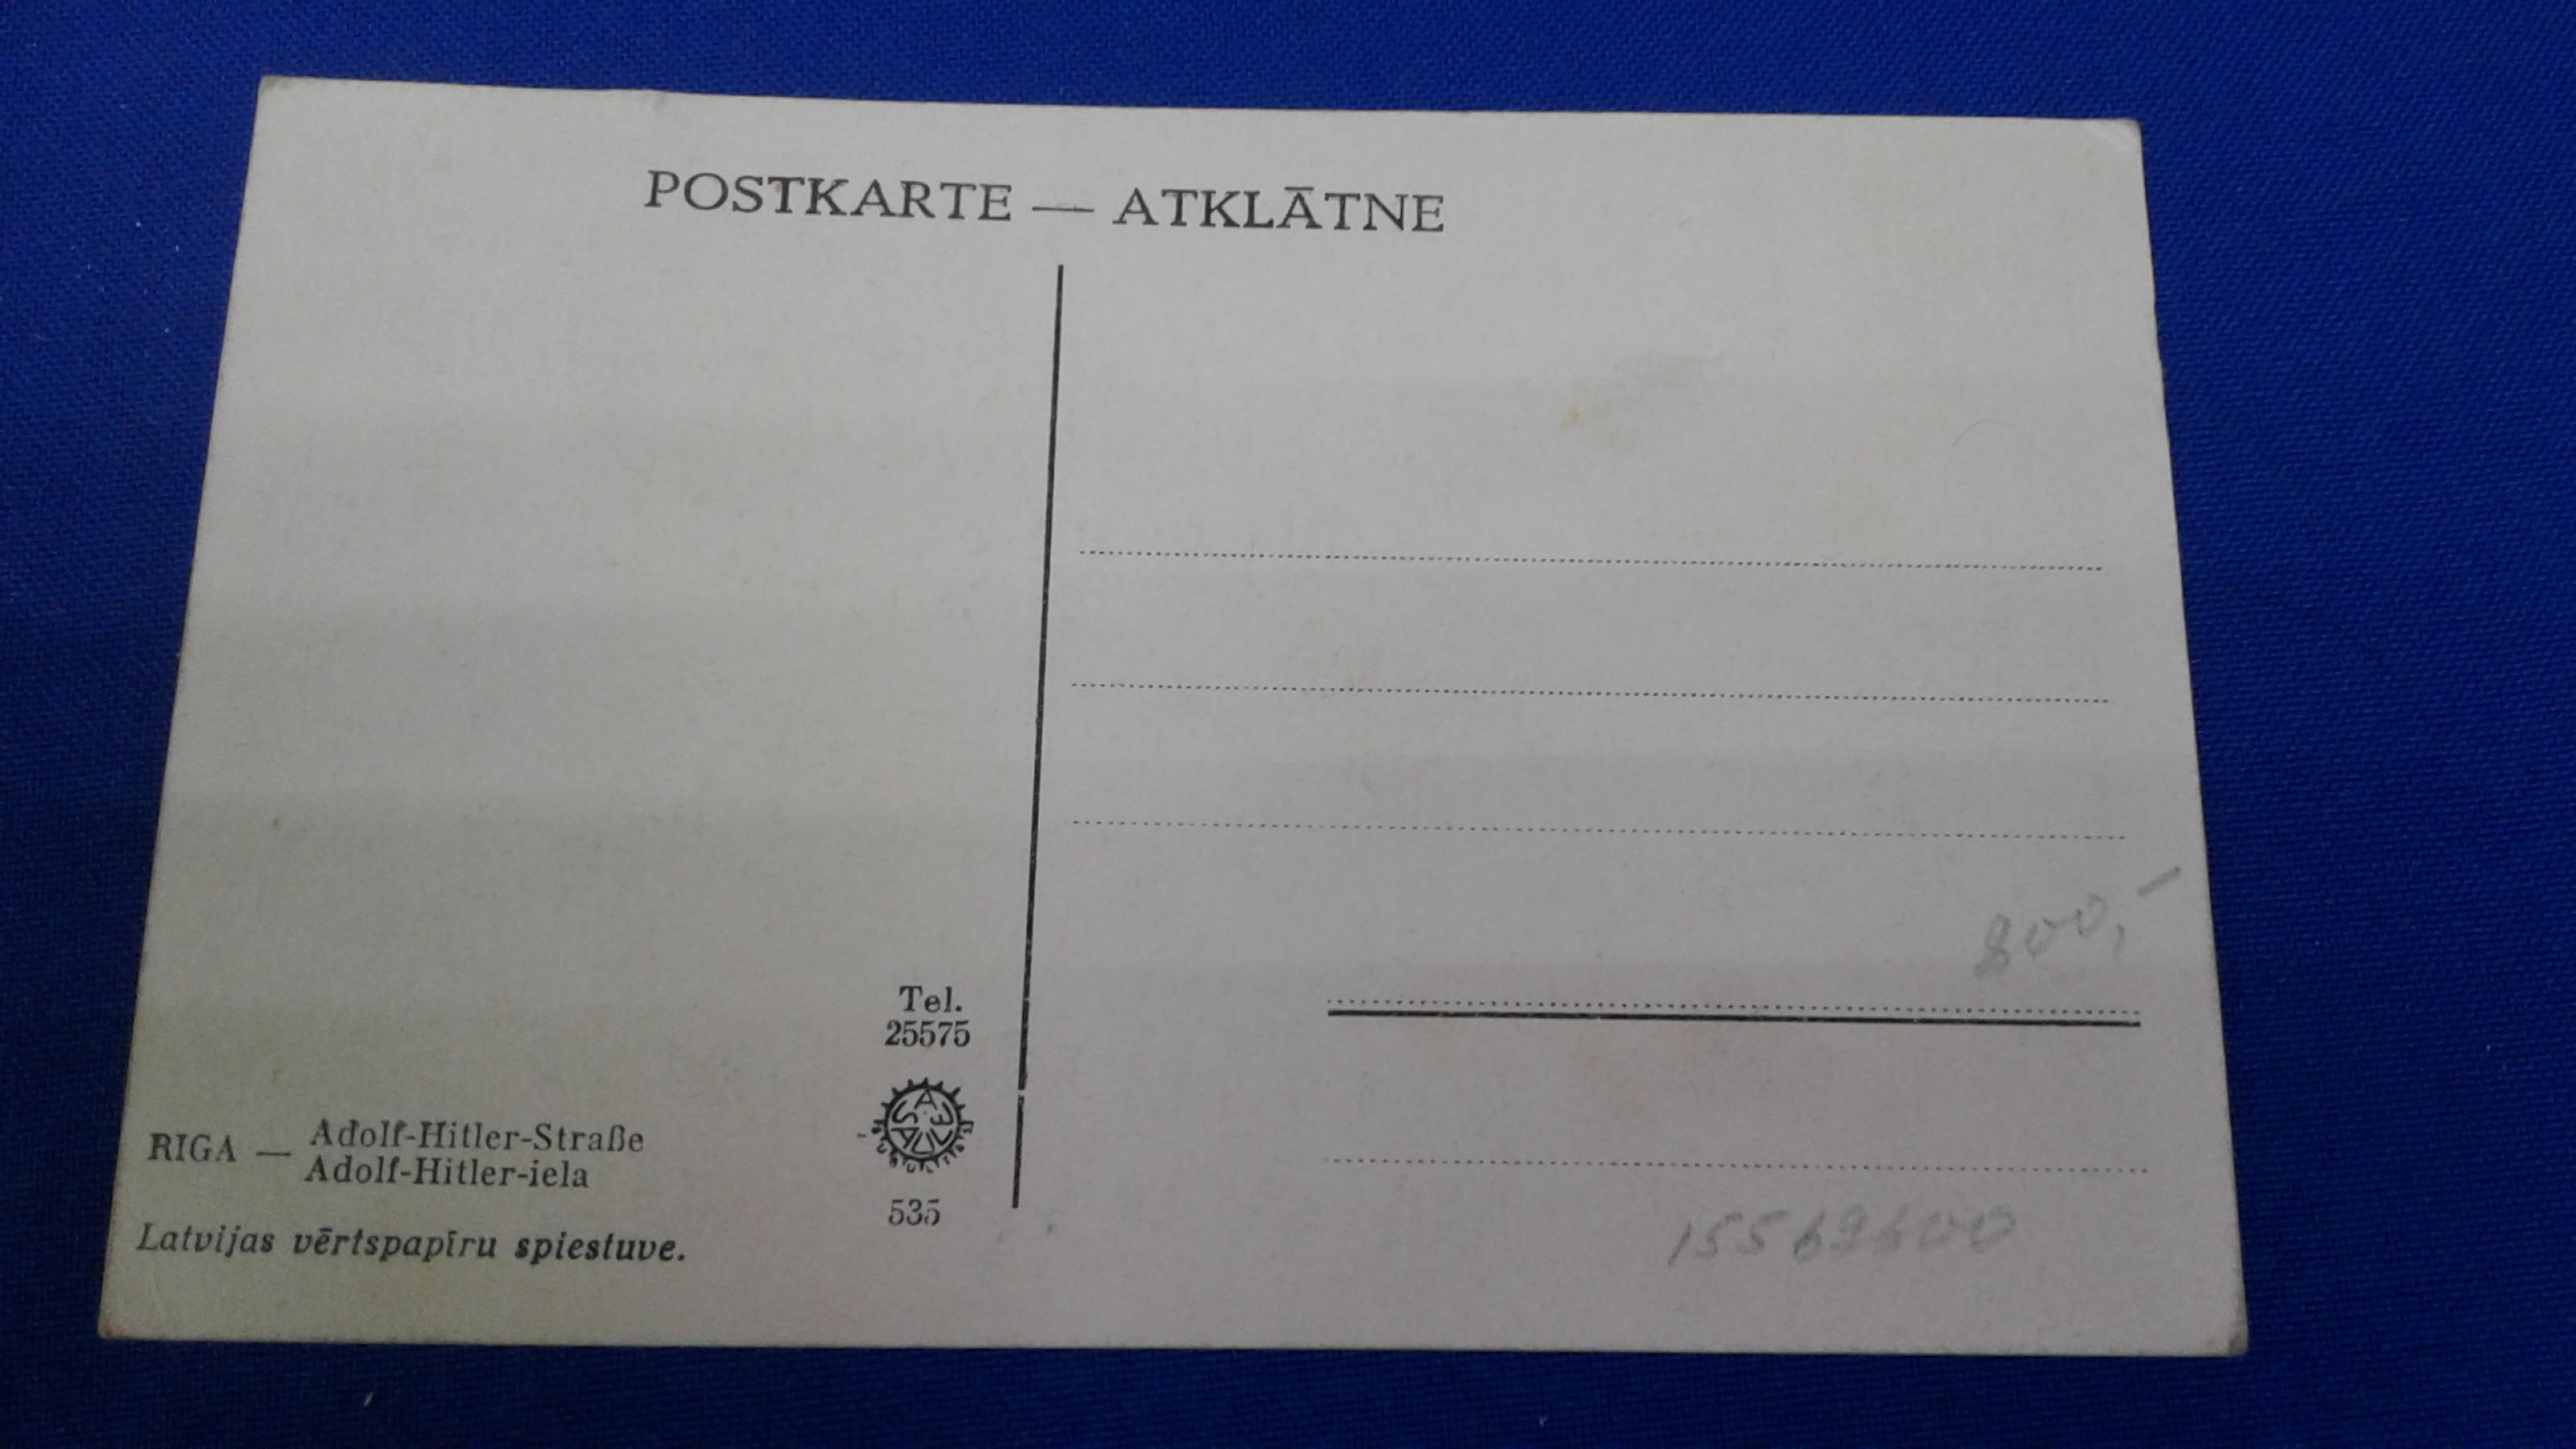 POSTKARTE — ATKLĀTNE
800,-
Tel.
25575
RIGA — Adolf-Hitler-Straße
Adolf-Hitler-iela
535
Latvijas vērtspapīru spiestuve.